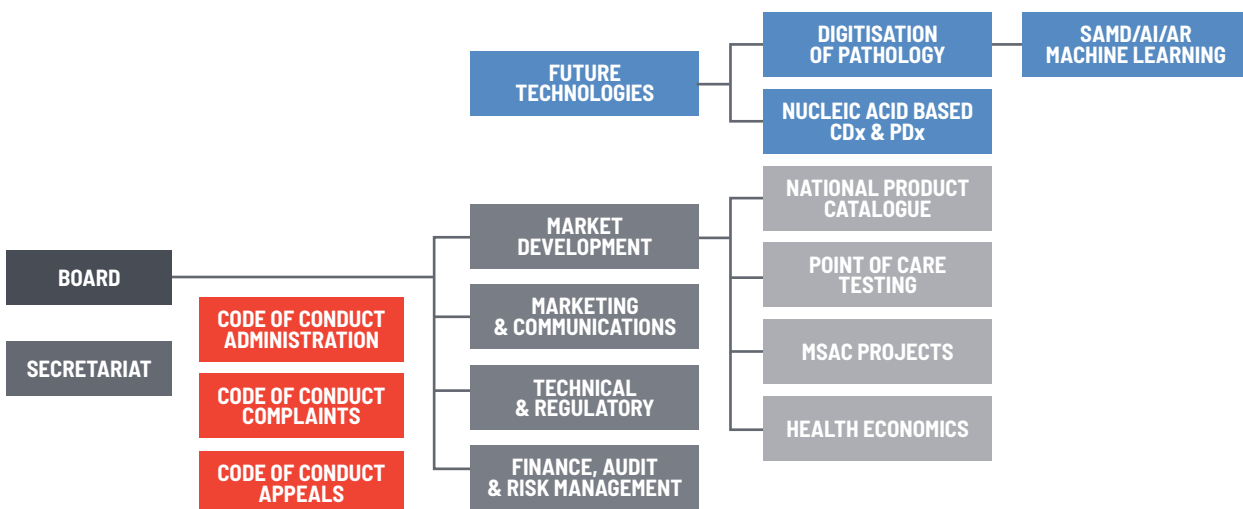 DIGITISATION
OF PATHOLOGY
SAMD/AI/AR
MACHINE LEARNING
FUTURE
TECHNOLOGIES
NUCLEIC ACID BASED
CDx & PDx
NATIONAL PRODUCT
CATALOGUE
MARKET
DEVELOPMENT
BOARD
POINT OF CARE
TESTING
CODE OF CONDUCT
ADMINISTRATION
MARKETING
& COMMUNICATIONS
MSAC PROJECTS
SECRETARIAT
CODE OF CONDUCT
COMPLAINTS
TECHNICAL
& REGULATORY
HEALTH ECONOMICS
CODE OF CONDUCT
APPEALS
FINANCE, AUDIT
& RISK MANAGEMENT